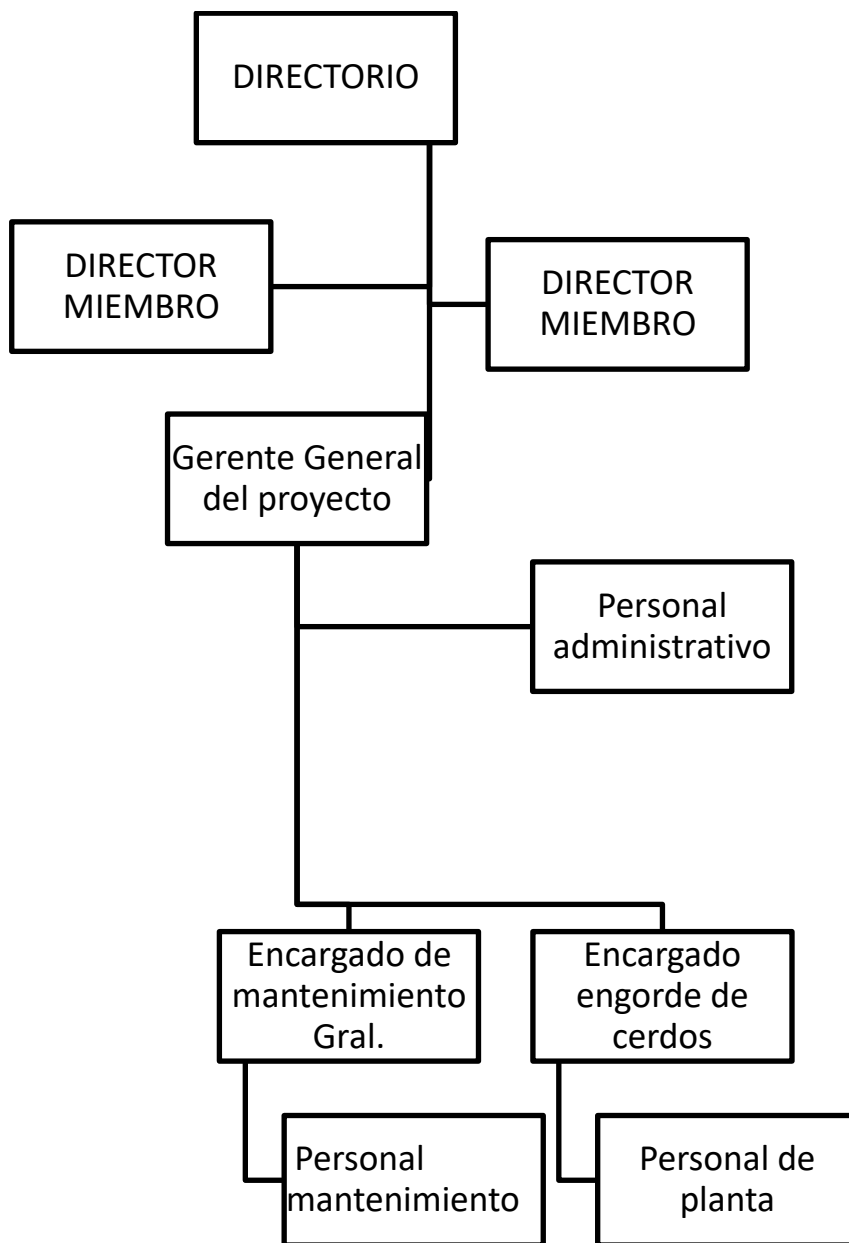 DIRECTORIO
DIRECTOR
MIEMBRO
DIRECTOR
MIEMBRO
Gerente General
del proyecto
Personal
administrativo
Encargado de
mantenimiento
Gral.
Encargado
engorde de
cerdos
Personal
mantenimiento
Personal de
planta